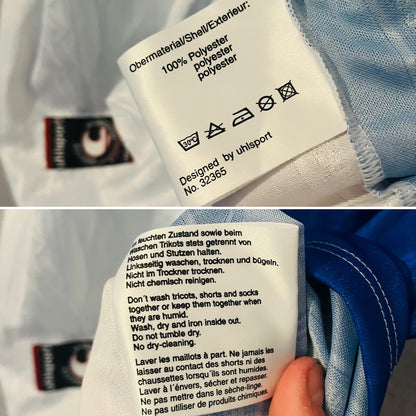 Obermaterial/Shell/Exterieur:
100% Polyester
polyester
polyester
30°
Designed by uhlsport
No. 32365
uhlsport
feuchten Zustand sowie beim
waschen Trikots stets getrennt von
Hosen und Stutzen halten.
Linksseitig waschen, trocknen und bügeln.
Nicht im Trockner trocknen.
Nicht chemisch reinigen.
Don't wash tricots, shorts and socks
together or keep them together when
they are humid.
Wash, dry and iron inside out.
Do not tumble dry.
No dry-cleaning.
Laver les maillots à part. Ne jamais les
laisser au contact des shorts ni des
chaussettes lorsqu'ils sont humides.
Laver à l'énvers, sécher et repasser.
Ne pas mettre dans le sèche-linge.
Ne pas utiliser de produits chimiques.